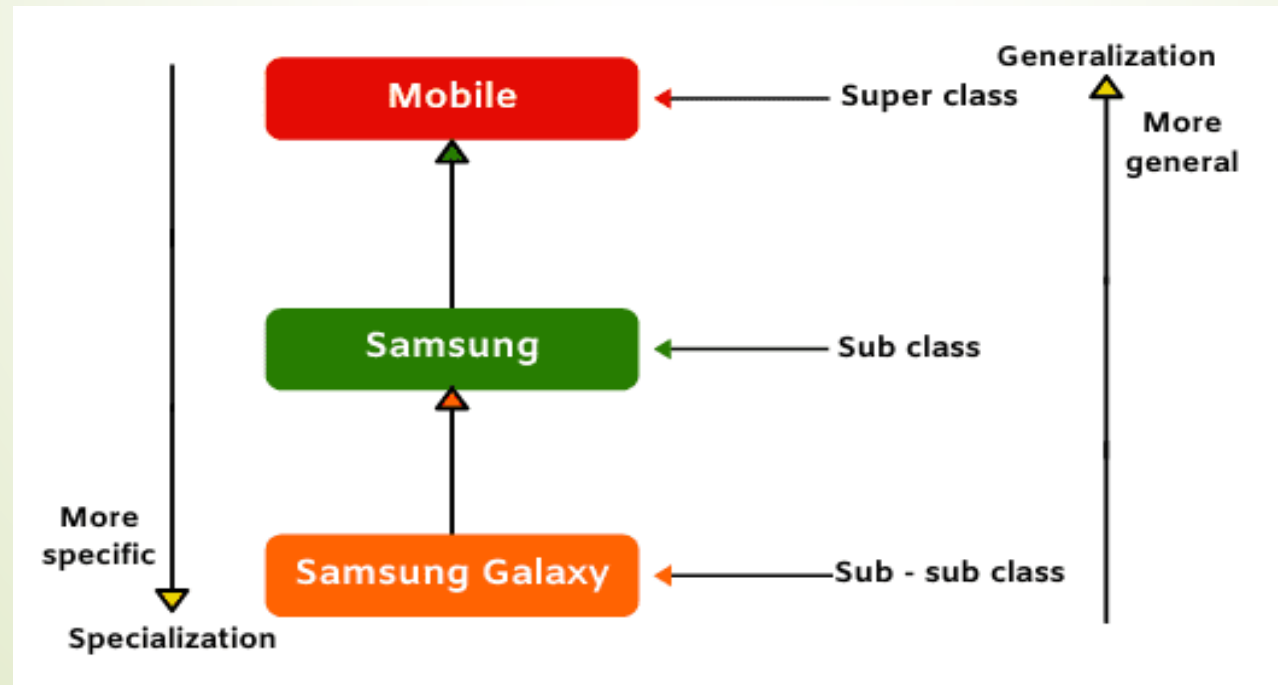 Generalization
Mobile
Super class
More
general
Samsung
Sub class
More
specific
Samsung Galaxy
Sub - sub class
Specialization